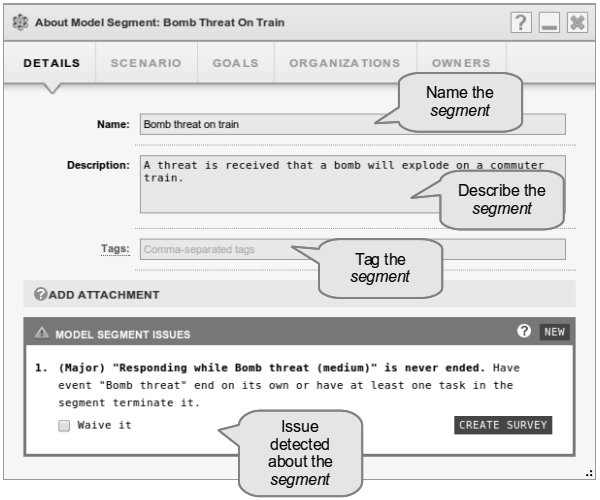 About Model Segment: Bomb Threat On Train
?
DETAILS SCENARIO GOALS ORGANIZATIONS OWNERS
Name the
segment
Name: Bomb threat on train
Description: A threat is received that a bomb will explode on a commuter
train.
Describe the
segment
Tags: Comma-separated tags
Tag the
segment
? ADD ATTACHMENT
MODEL SEGMENT ISSUES ? NEW
1. (Major) "Responding while Bomb threat (medium)" is never ended. Have
event "Bomb threat" end on its own or have at least one task in the
segment terminate it.
Waive it
CREATE SURVEY
Issue
detected
about the
segment